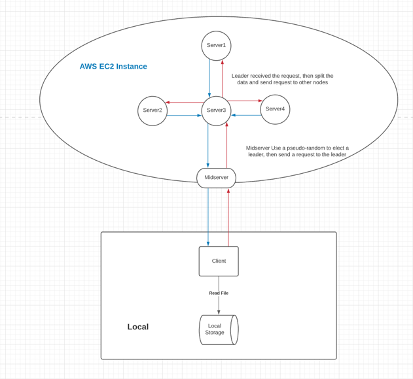 Server1
AWS EC2 Instance
Leader received the request, then split the
data and send request to other nodes
Server2
Server3
Server4
Midserver Use a pseudo-random to elect a
leader, then send a request to the leader
Midserver
Client
Read File
Local
Local
Storage